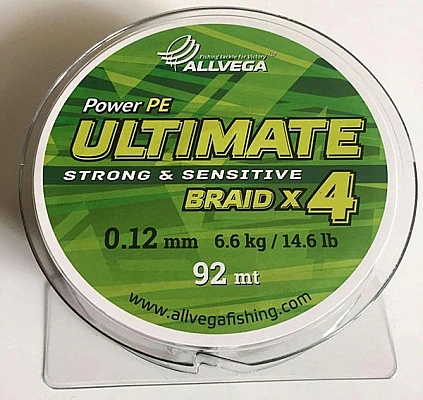 Fishing tackle for Victory
ALLVEGA
Power PE
ULTIMATE
STRONG & SENSITIVE
BRAID X 4
0.12 mm 6.6 kg / 14.6 lb
92 mt
www.allvegafishing.com